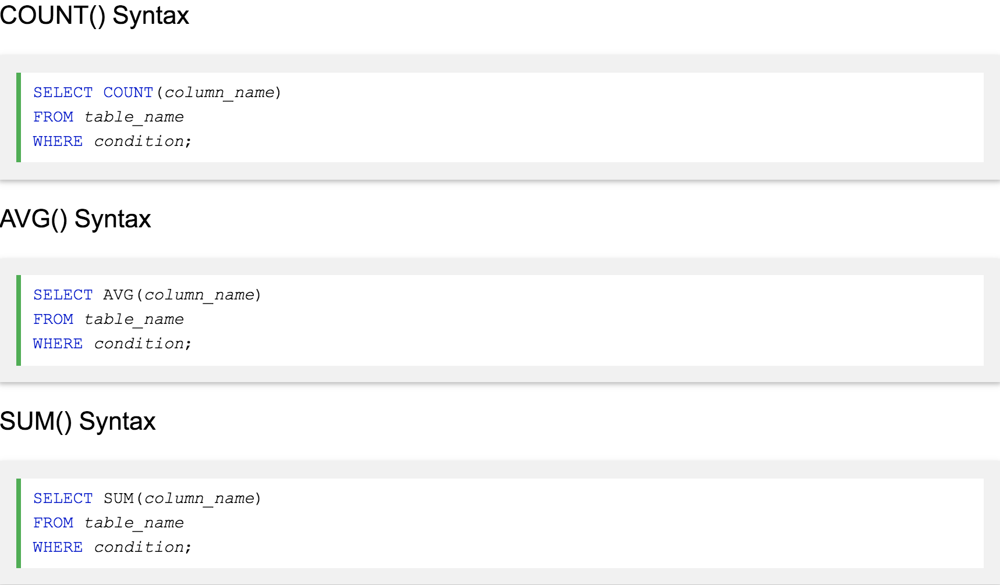 COUNT() Syntax
SELECT COUNT(column_name)
FROM table_name
WHERE condition;
AVG() Syntax
SELECT AVG(column_name)
FROM table_name
WHERE condition;
SUM() Syntax
SELECT SUM(column_name)
FROM table_name
WHERE condition;